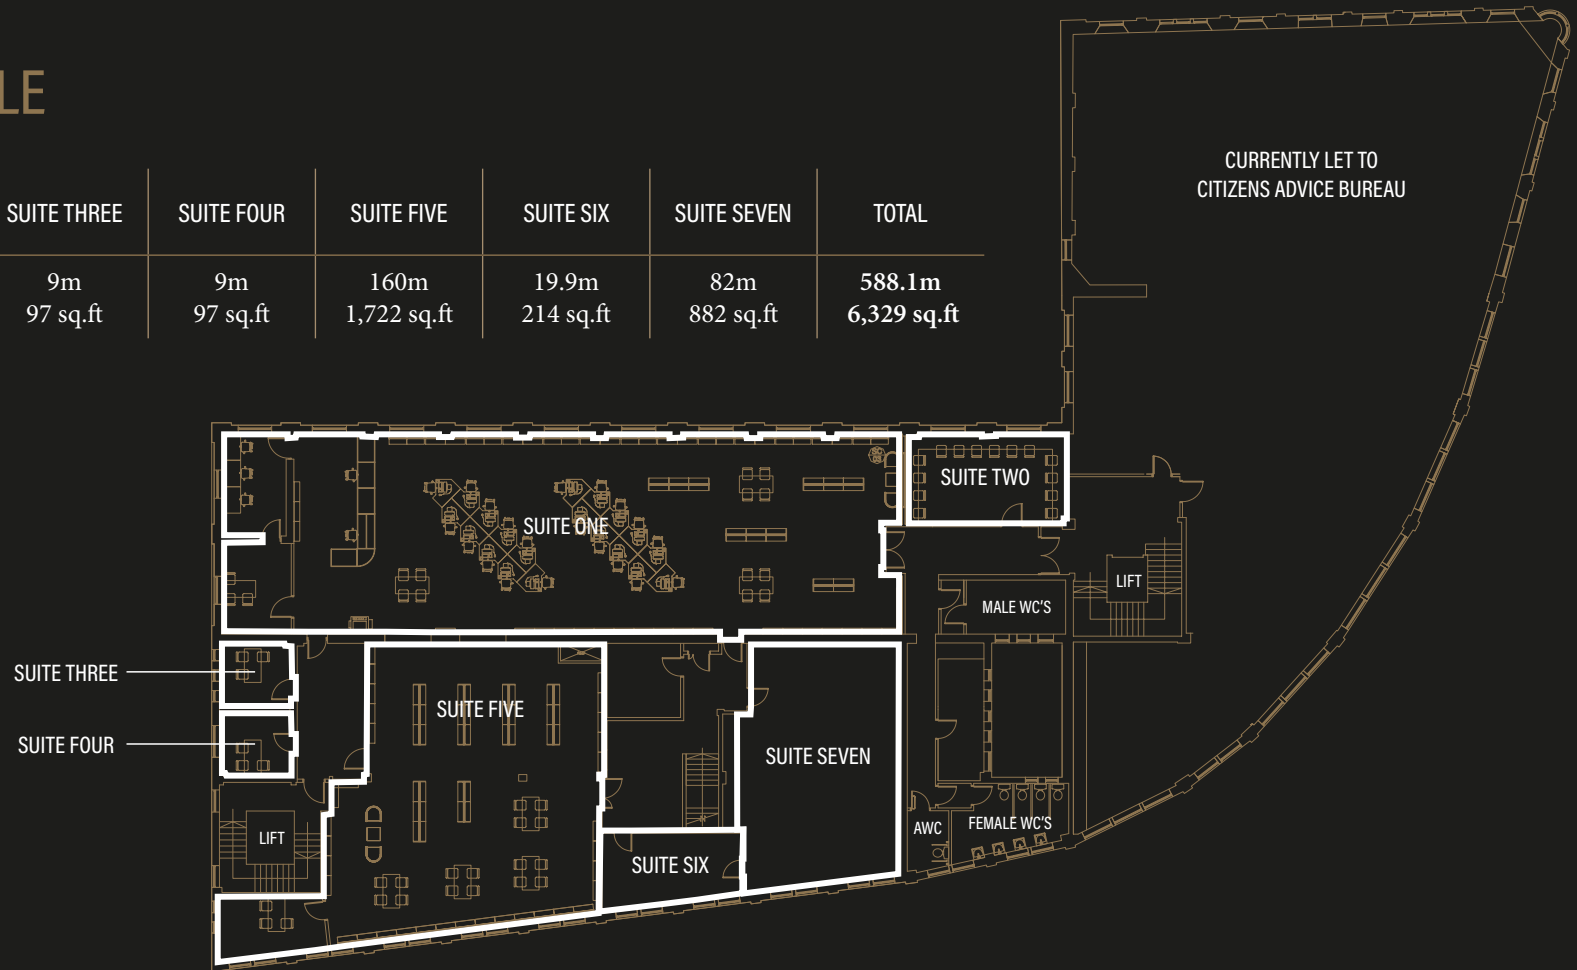 LE
SUITE THREE SUITE FOUR SUITE FIVE SUITE SIX SUITE SEVEN TOTAL
9m 9m 160m 19.9m 82m 588.1m
97 sq.ft 97 sq.ft 1,722 sq.ft 214 sq.ft 882 sq.ft 6,329 sq.ft
CURRENTLY LET TO
CITIZENS ADVICE BUREAU
SUITE TWO
SUITE ONE
LIFT
MALE WC'S
SUITE THREE
SUITE FIVE
SUITE FOUR
SUITE SEVEN
LIFT
AWC
FEMALE WC'S
SUITE SIX